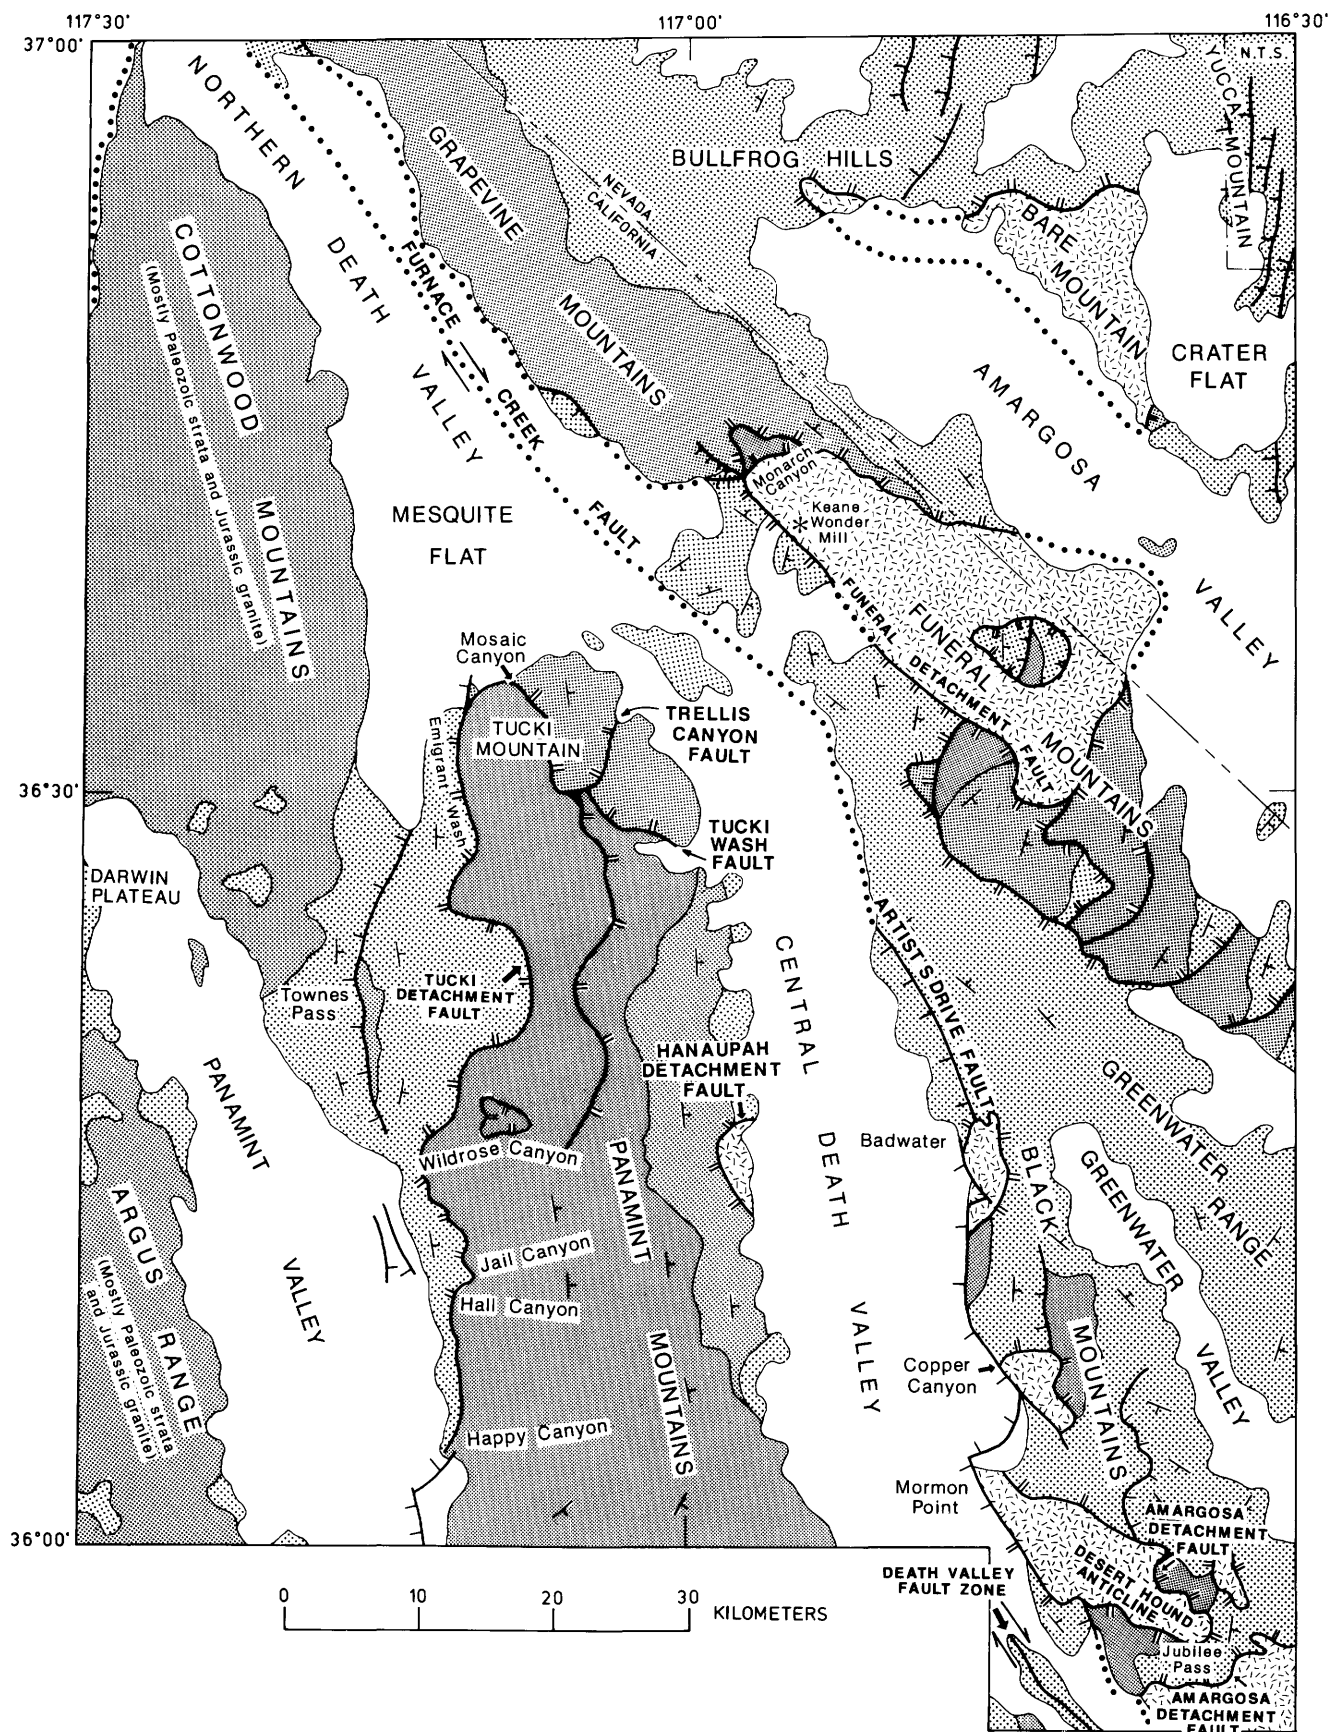 117°30'
117°00'
116°30'
37°00'
N.T.S.
YUCCA
MOUNTAIN
NORTHERN
DEATH
VALLEY
GRAPEVINE
MOUNTAINS
BULLFROG HILLS
NEVADA
CALIFORNIA
BARE
MOUNTAIN
CRATER
FLAT
COTTONWOOD
MOUNTAINS
(Mostly Paleozoic strata and Jurassic granite)
FURNACE
CREEK
FAULT
AMARGOSA
VALLEY
Monarch
Canyon
Keane
Wonder
Mill
MESQUITE
FLAT
FUNERAL
DETACHMENT
FAULT
FUNERAL
MOUNTAINS
Mosaic
Canyon
TUCKI
MOUNTAIN
Emigrant Wash
TRELLIS
CANYON
FAULT
36°30'
TUCKI
WASH
FAULT
DARWIN
PLATEAU
ARTIST'S DRIVE FAULTS
CENTRAL
DEATH
VALLEY
TUCKI
DETACHMENT
FAULT
Townes
Pass
HANAUPAH
DETACHMENT
FAULT
PANAMINT
VALLEY
GREENWATER
RANGE
Badwater
BLACK
MOUNTAINS
GREENWATER
VALLEY
Wildrose Canyon
PANAMINT
MOUNTAINS
ARGUS
RANGE
(Mostly Paleozoic strata
and Jurassic granite)
Jail Canyon
Hall Canyon
Copper
Canyon
Happy Canyon
Mormon
Point
36°00'
AMARGOSA
DETACHMENT
FAULT
DEATH VALLEY
FAULT ZONE
DESERT HOUND
ANTICLINE
0 10 20 30
KILOMETERS
Jubilee
Pass
AMARGOSA
DETACHMENT
FAULT